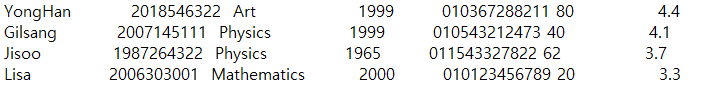 YongHan 2018546322 Art 1999 010367288211 80 4.4
Gilsang 2007145111 Physics 1999 010543212473 40 4.1
Jisoo 1987264322 Physics 1965 011543327822 62 3.7
Lisa 2006303001 Mathematics 2000 010123456789 20 3.3